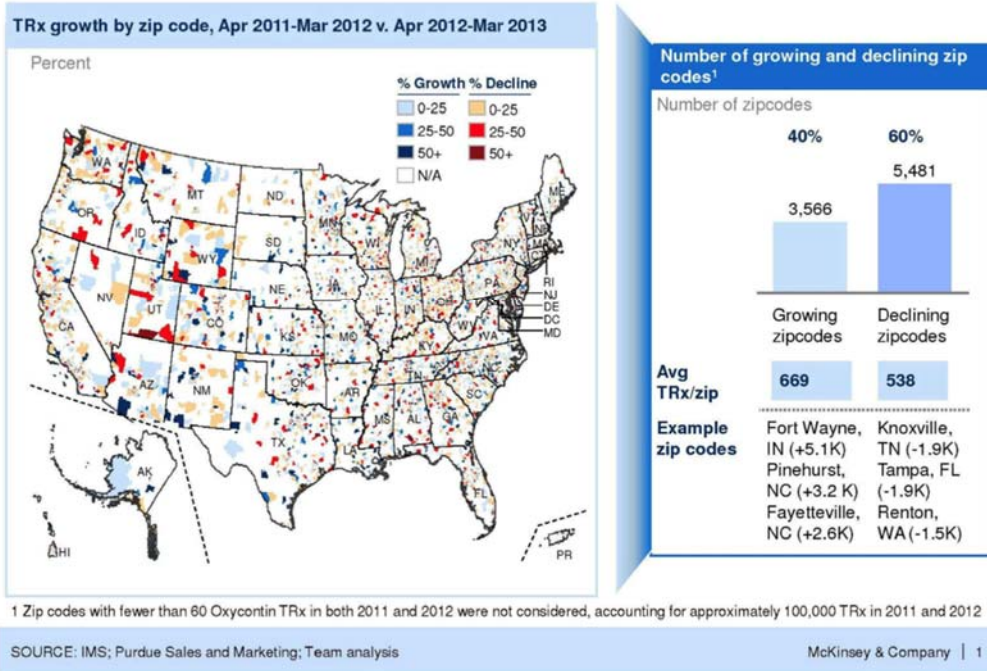 TRx growth by zip code, Apr 2011-Mar 2012 v. Apr 2012-Mar 2013
Percent
% Growth % Decline
0-25 0-25
25-50 25-50
50+ 50+
N/A
WA
MT
ND
OR
ID
MN
WI
MI
NY
VT
NH
MA
ME
SD
WY
RI
NJ
DE
DC
MD
NE
IA
PA
NV
UT
CO
IL
IN
OH
WV
VA
CA
KS
MO
KY
AZ
NM
OK
AR
TN
NC
SC
MS
AL
GA
TX
LA
FL
AK
HI
PR
Number of growing and declining zip
codes¹
Number of zipcodes
40% 60%
3,566 5,481
Growing Declining
zipcodes zipcodes
Avg
TRx/zip
669 538
Example
zip codes
Fort Wayne,
IN (+5.1K)
Pinehurst,
NC (+3.2 K)
Fayetteville,
NC (+2.6K)
Knoxville,
TN (-1.9K)
Tampa, FL
(-1.9K)
Renton,
WA (-1.5K)
1 Zip codes with fewer than 60 Oxycontin TRx in both 2011 and 2012 were not considered, accounting for approximately 100,000 TRx in 2011 and 2012
SOURCE: IMS; Purdue Sales and Marketing; Team analysis
McKinsey & Company | 1